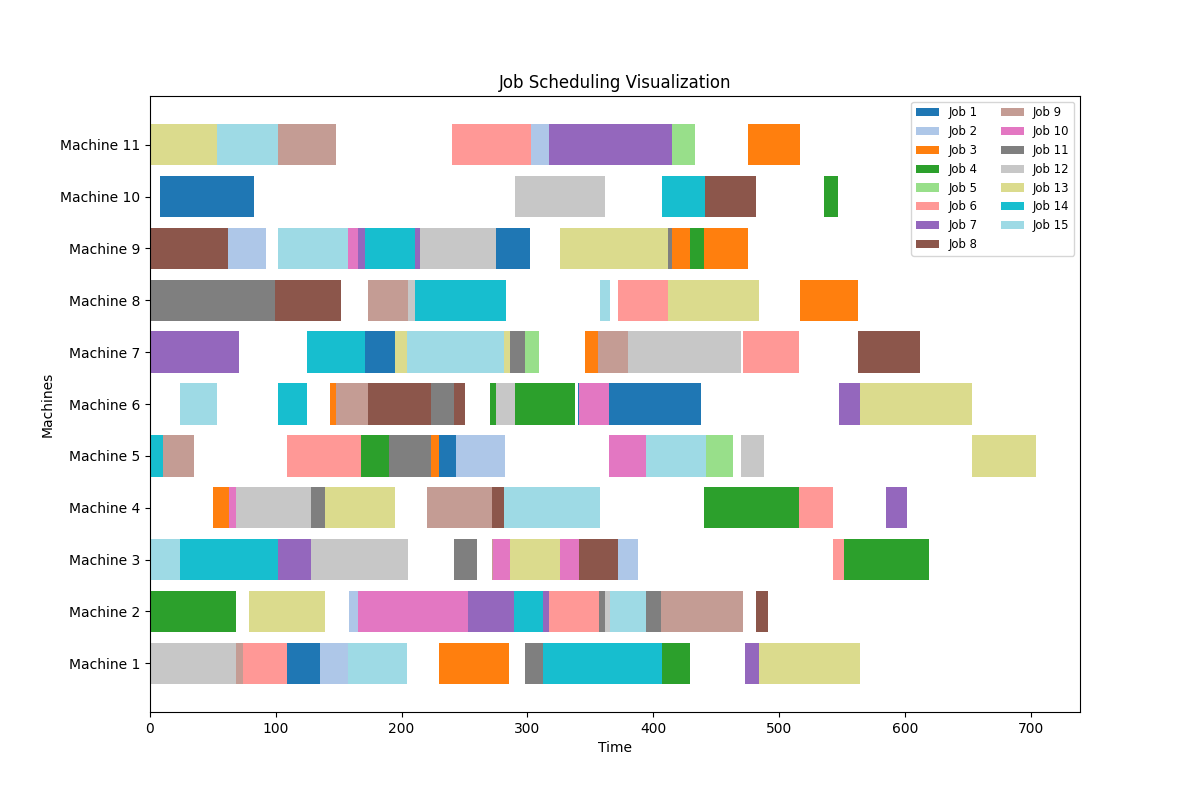 Job Scheduling Visualization
Machine 11
Machine 10
Machine 9
Machine 8
Machine 7
Machine 6
Machine 5
Machine 4
Machine 3
Machine 2
Machine 1
Machines
0 100 200 300 400 500 600 700
Time
Job 1
Job 2
Job 3
Job 4
Job 5
Job 6
Job 7
Job 8
Job 9
Job 10
Job 11
Job 12
Job 13
Job 14
Job 15